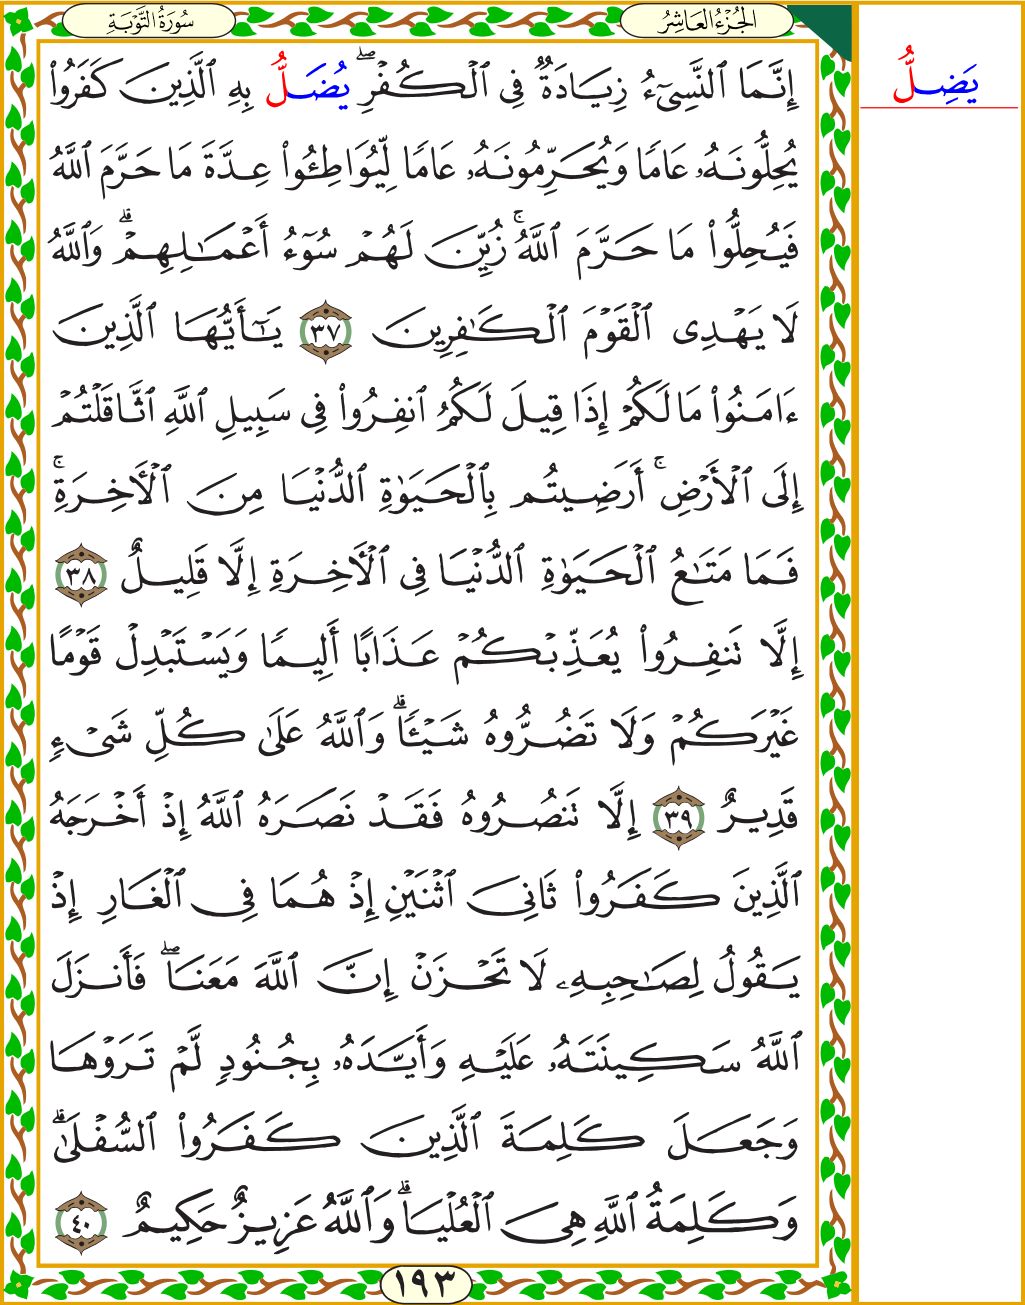 الجُزْءُ العَاشِرُ
سُورَةُ التَّوْبَةِ
إِنَّمَا ٱلنَّسِىٓءُ زِيَادَةٌ فِى ٱلْكُفْرِ ۖ يُضَلُّ بِهِ ٱلَّذِينَ كَفَرُوا۟
يَضِلُّ
يُحِلُّونَهُۥ عَامًا وَيُحَرِّمُونَهُۥ عَامًا لِّيُوَاطِـُٔوا۟ عِدَّةَ مَا حَرَّمَ ٱللَّهُ
فَيُحِلُّوا۟ مَا حَرَّمَ ٱللَّهُ ۚ زُيِّنَ لَهُمْ سُوٓءُ أَعْمَـٰلِهِمْ ۗ وَٱللَّهُ
لَا يَهْدِى ٱلْقَوْمَ ٱلْكَـٰفِرِينَ ٣٧ يَـٰٓأَيُّهَا ٱلَّذِينَ
ءَامَنُوا۟ مَا لَكُمْ إِذَا قِيلَ لَكُمُ ٱنفِرُوا۟ فِى سَبِيلِ ٱللَّهِ ٱثَّاقَلْتُمْ
إِلَى ٱلْأَرْضِ ۚ أَرَضِيتُم بِٱلْحَيَوٰةِ ٱلدُّنْيَا مِنَ ٱلْـَٔاخِرَةِ ۚ
فَمَا مَتَـٰعُ ٱلْحَيَوٰةِ ٱلدُّنْيَا فِى ٱلْـَٔاخِرَةِ إِلَّا قَلِيلٌ ٣٨
إِلَّا تَنفِرُوا۟ يُعَذِّبْكُمْ عَذَابًا أَلِيمًا وَيَسْتَبْدِلْ قَوْمًا
غَيْرَكُمْ وَلَا تَضُرُّوهُ شَيْـًٔا ۗ وَٱللَّهُ عَلَىٰ كُلِّ شَىْءٍ
قَدِيرٌ ٣٩ إِلَّا تَنصُرُوهُ فَقَدْ نَصَرَهُ ٱللَّهُ إِذْ أَخْرَجَهُ
ٱلَّذِينَ كَفَرُوا۟ ثَانِىَ ٱثْنَيْنِ إِذْ هُمَا فِى ٱلْغَارِ إِذْ
يَقُولُ لِصَـٰحِبِهِۦ لَا تَحْزَنْ إِنَّ ٱللَّهَ مَعَنَا ۖ فَأَنزَلَ
ٱللَّهُ سَكِينَتَهُۥ عَلَيْهِ وَأَيَّدَهُۥ بِجُنُودٍ لَّمْ تَرَوْهَا
وَجَعَلَ كَلِمَةَ ٱلَّذِينَ كَفَرُوا۟ ٱلسُّفْلَىٰ ۗ
وَكَلِمَةُ ٱللَّهِ هِىَ ٱلْعُلْيَا ۗ وَٱللَّهُ عَزِيزٌ حَكِيمٌ ٤٠
١٩٣